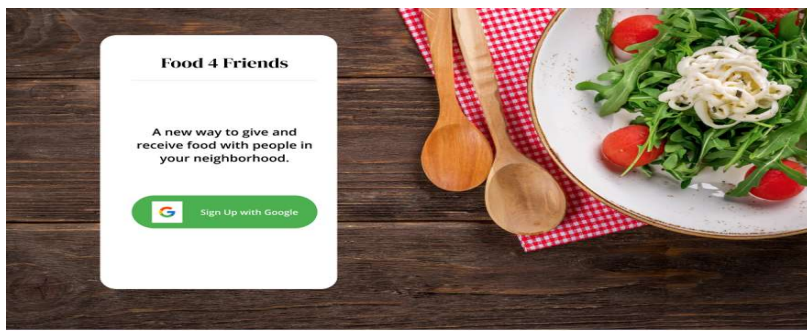 Food 4 Friends
A new way to give and
receive food with people in
your neighborhood.
Sign Up with Google